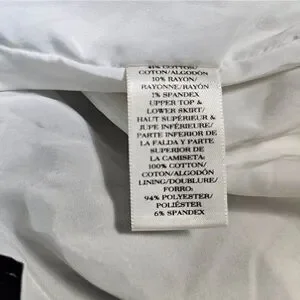 COTTON/
COTON/ALGODÓN
10% RAYON/
RAYONNE/RAYÓN
1% SPANDEX
UPPER TOP &
LOWER SKIRT/
HAUT SUPÉRIEUR &
JUPE INFÉRIEURE/
PARTE INFERIOR DE
LA FALDA Y PARTE
SUPERIOR DE
LA CAMISETA:
100% COTTON/
COTON/ALGODÓN
LINING/DOUBLURE/
FORRO:
94% POLYESTER/
POLIÉSTER
6% SPANDEX